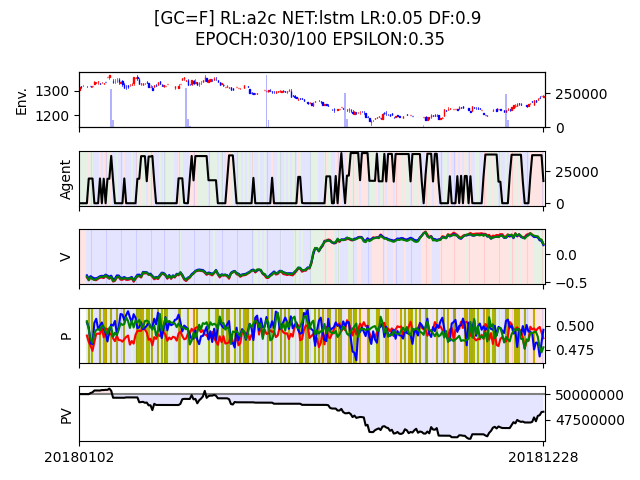 [GC=F] RL:a2c NET:lstm LR:0.05 DF:0.9
EPOCH:030/100 EPSILON:0.35
Env.
1300
1200
250000
0
Agent
25000
0
V
0.0
−0.5
P
0.500
0.475
PV
50000000
47500000
20180102
20181228